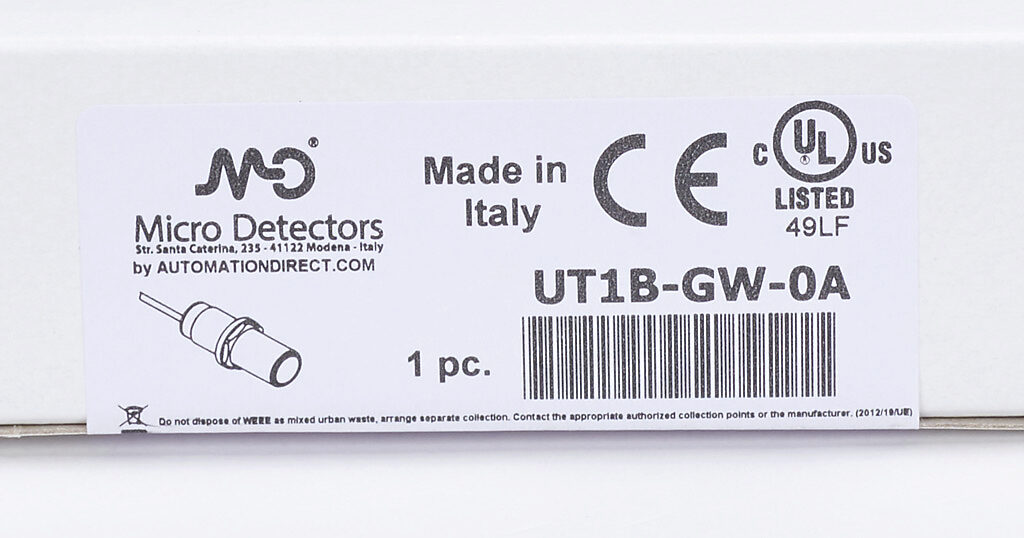 MD®
Micro Detectors
Str. Santa Caterina, 235 - 41122 Modena - Italy
by AUTOMATIONDIRECT.COM
Made in
Italy
CE
C UL® US
LISTED
49LF
UT1B-GW-0A
1 pc.
Do not dispose of WEEE as mixed urban waste, arrange separate collection. Contact the appropriate authorized collection points or the manufacturer. (2012/19/UE)